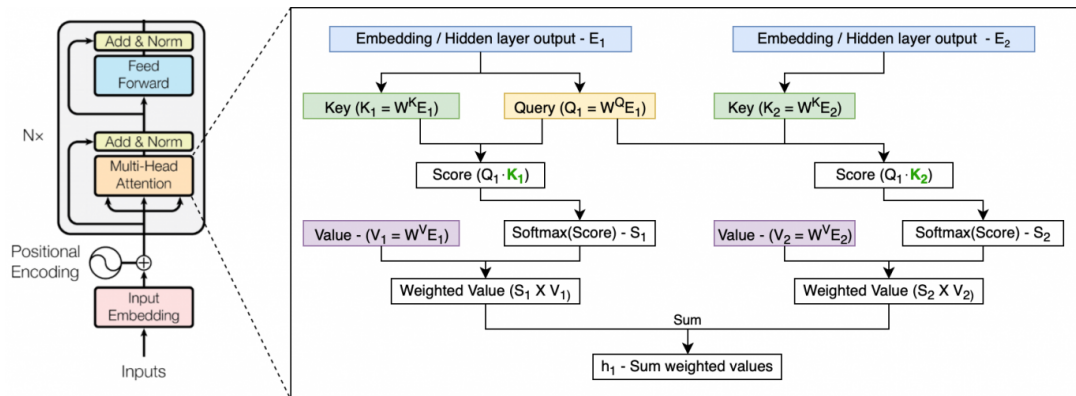 Add & Norm
Feed
Forward
N×
Add & Norm
Multi-Head
Attention
Positional
Encoding
Input
Embedding
Inputs
Embedding / Hidden layer output - E₁
Embedding / Hidden layer output - E₂
Key (K₁ = WᴷE₁)
Query (Q₁ = W^QE₁)
Key (K₂ = WᴷE₂)
Score (Q₁ · K₁)
Score (Q₁ · K₂)
Value - (V₁ = WⱽE₁)
Softmax(Score) - S₁
Value - (V₂ = WⱽE₂)
Softmax(Score) - S₂
Weighted Value (S₁ X V₁)
Weighted Value (S₂ X V₂)
Sum
h₁ - Sum weighted values